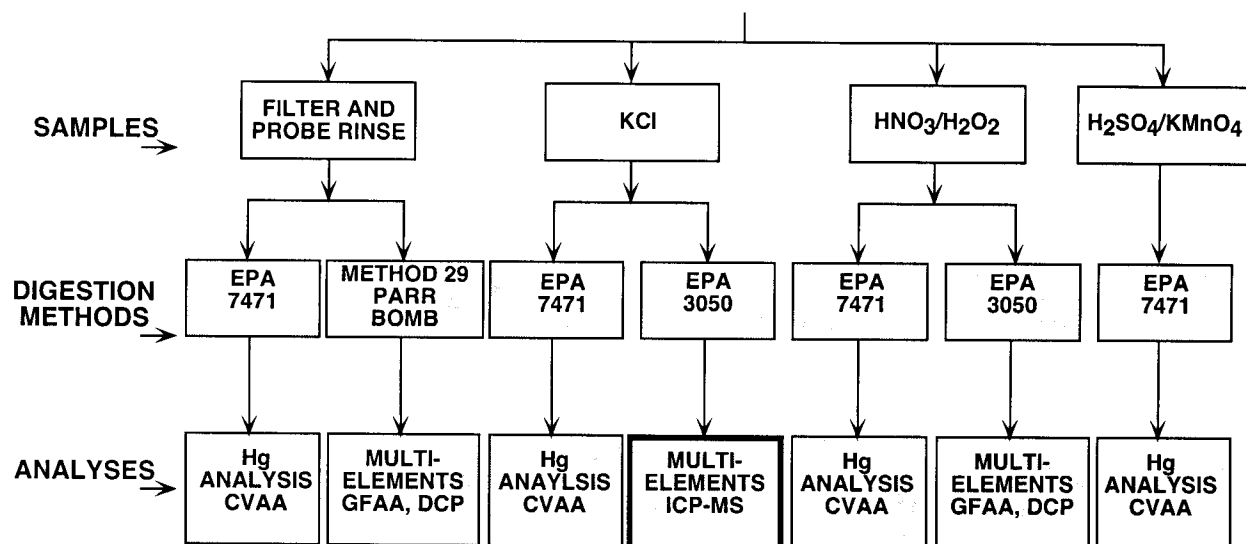 SAMPLES
FILTER AND
PROBE RINSE
KCl
HNO3/H2O2
H2SO4/KMnO4
DIGESTION
METHODS
EPA
7471
METHOD 29
PARR
BOMB
EPA
7471
EPA
3050
EPA
7471
EPA
3050
EPA
7471
ANALYSES
Hg
ANALYSIS
CVAA
MULTI-
ELEMENTS
GFAA, DCP
Hg
ANAYLSIS
CVAA
MULTI-
ELEMENTS
ICP-MS
Hg
ANALYSIS
CVAA
MULTI-
ELEMENTS
GFAA, DCP
Hg
ANALYSIS
CVAA